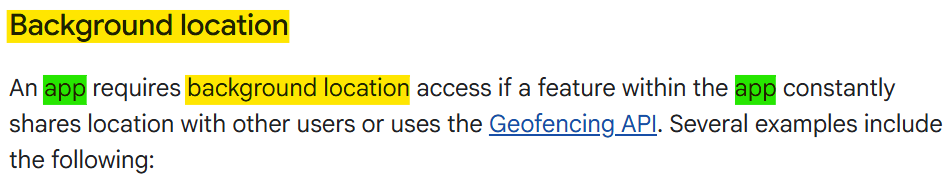 Background location
An app requires background location access if a feature within the app constantly
shares location with other users or uses the Geofencing API. Several examples include
the following: